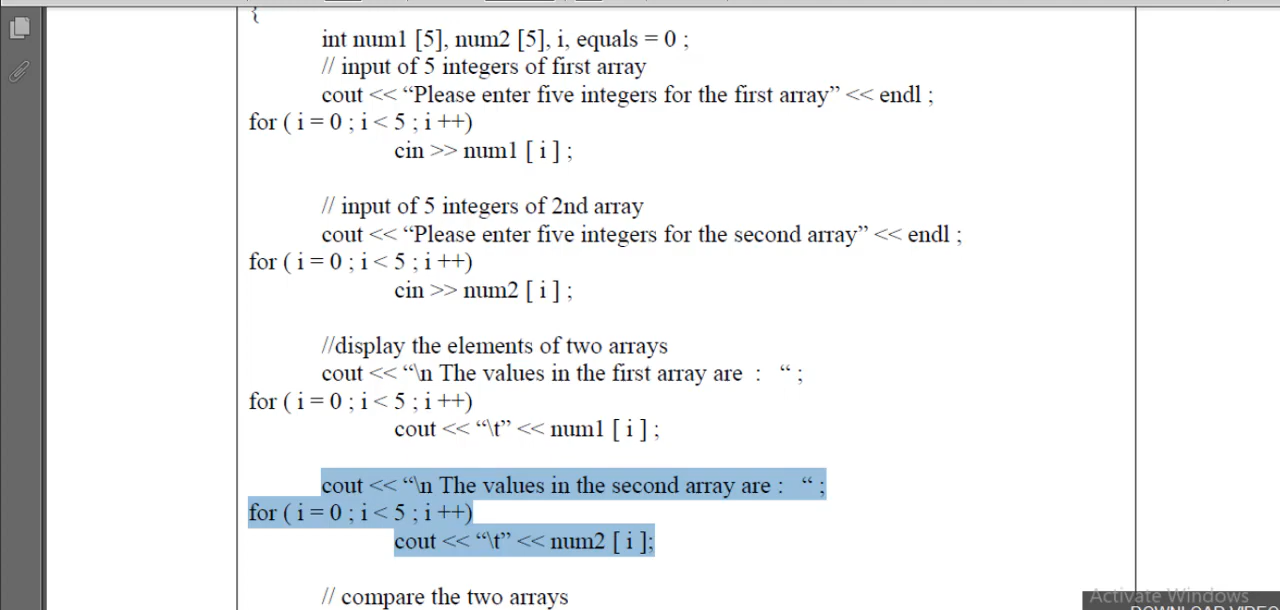 {
int num1 [5], num2 [5], i, equals = 0 ;
// input of 5 integers of first array
cout << “Please enter five integers for the first array” << endl ;
for ( i = 0 ; i < 5 ; i ++)
cin >> num1 [ i ] ;
// input of 5 integers of 2nd array
cout << “Please enter five integers for the second array” << endl ;
for ( i = 0 ; i < 5 ; i ++)
cin >> num2 [ i ] ;
//display the elements of two arrays
cout << “\n The values in the first array are  :   “ ;
for ( i = 0 ; i < 5 ; i ++)
cout << “\t” << num1 [ i ] ;
cout << “\n The values in the second array are :   “ ;
for ( i = 0 ; i < 5 ; i ++)
cout << “\t” << num2 [ i ];
// compare the two arrays
Activate Windows
DOWNLOAD VIDEO